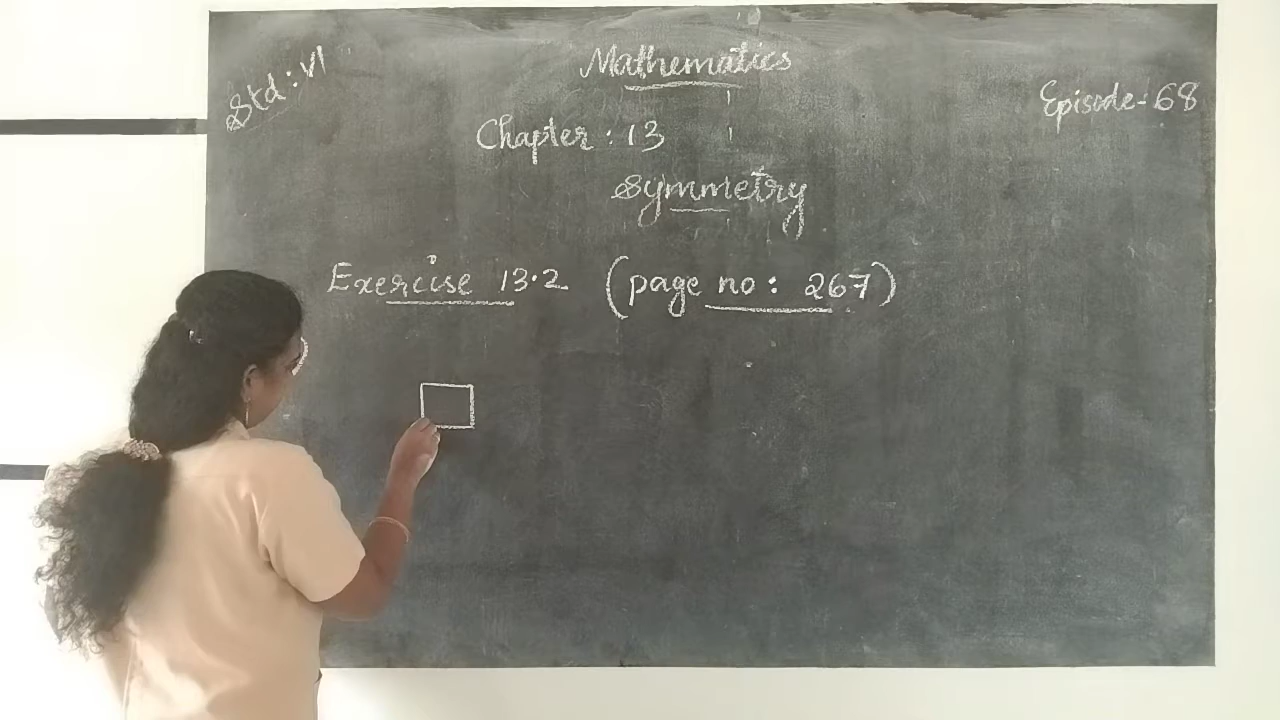 Std: VI
Mathematics
Episode-68
Chapter: 13
Symmetry
Exercise 13.2 (page no: 267)